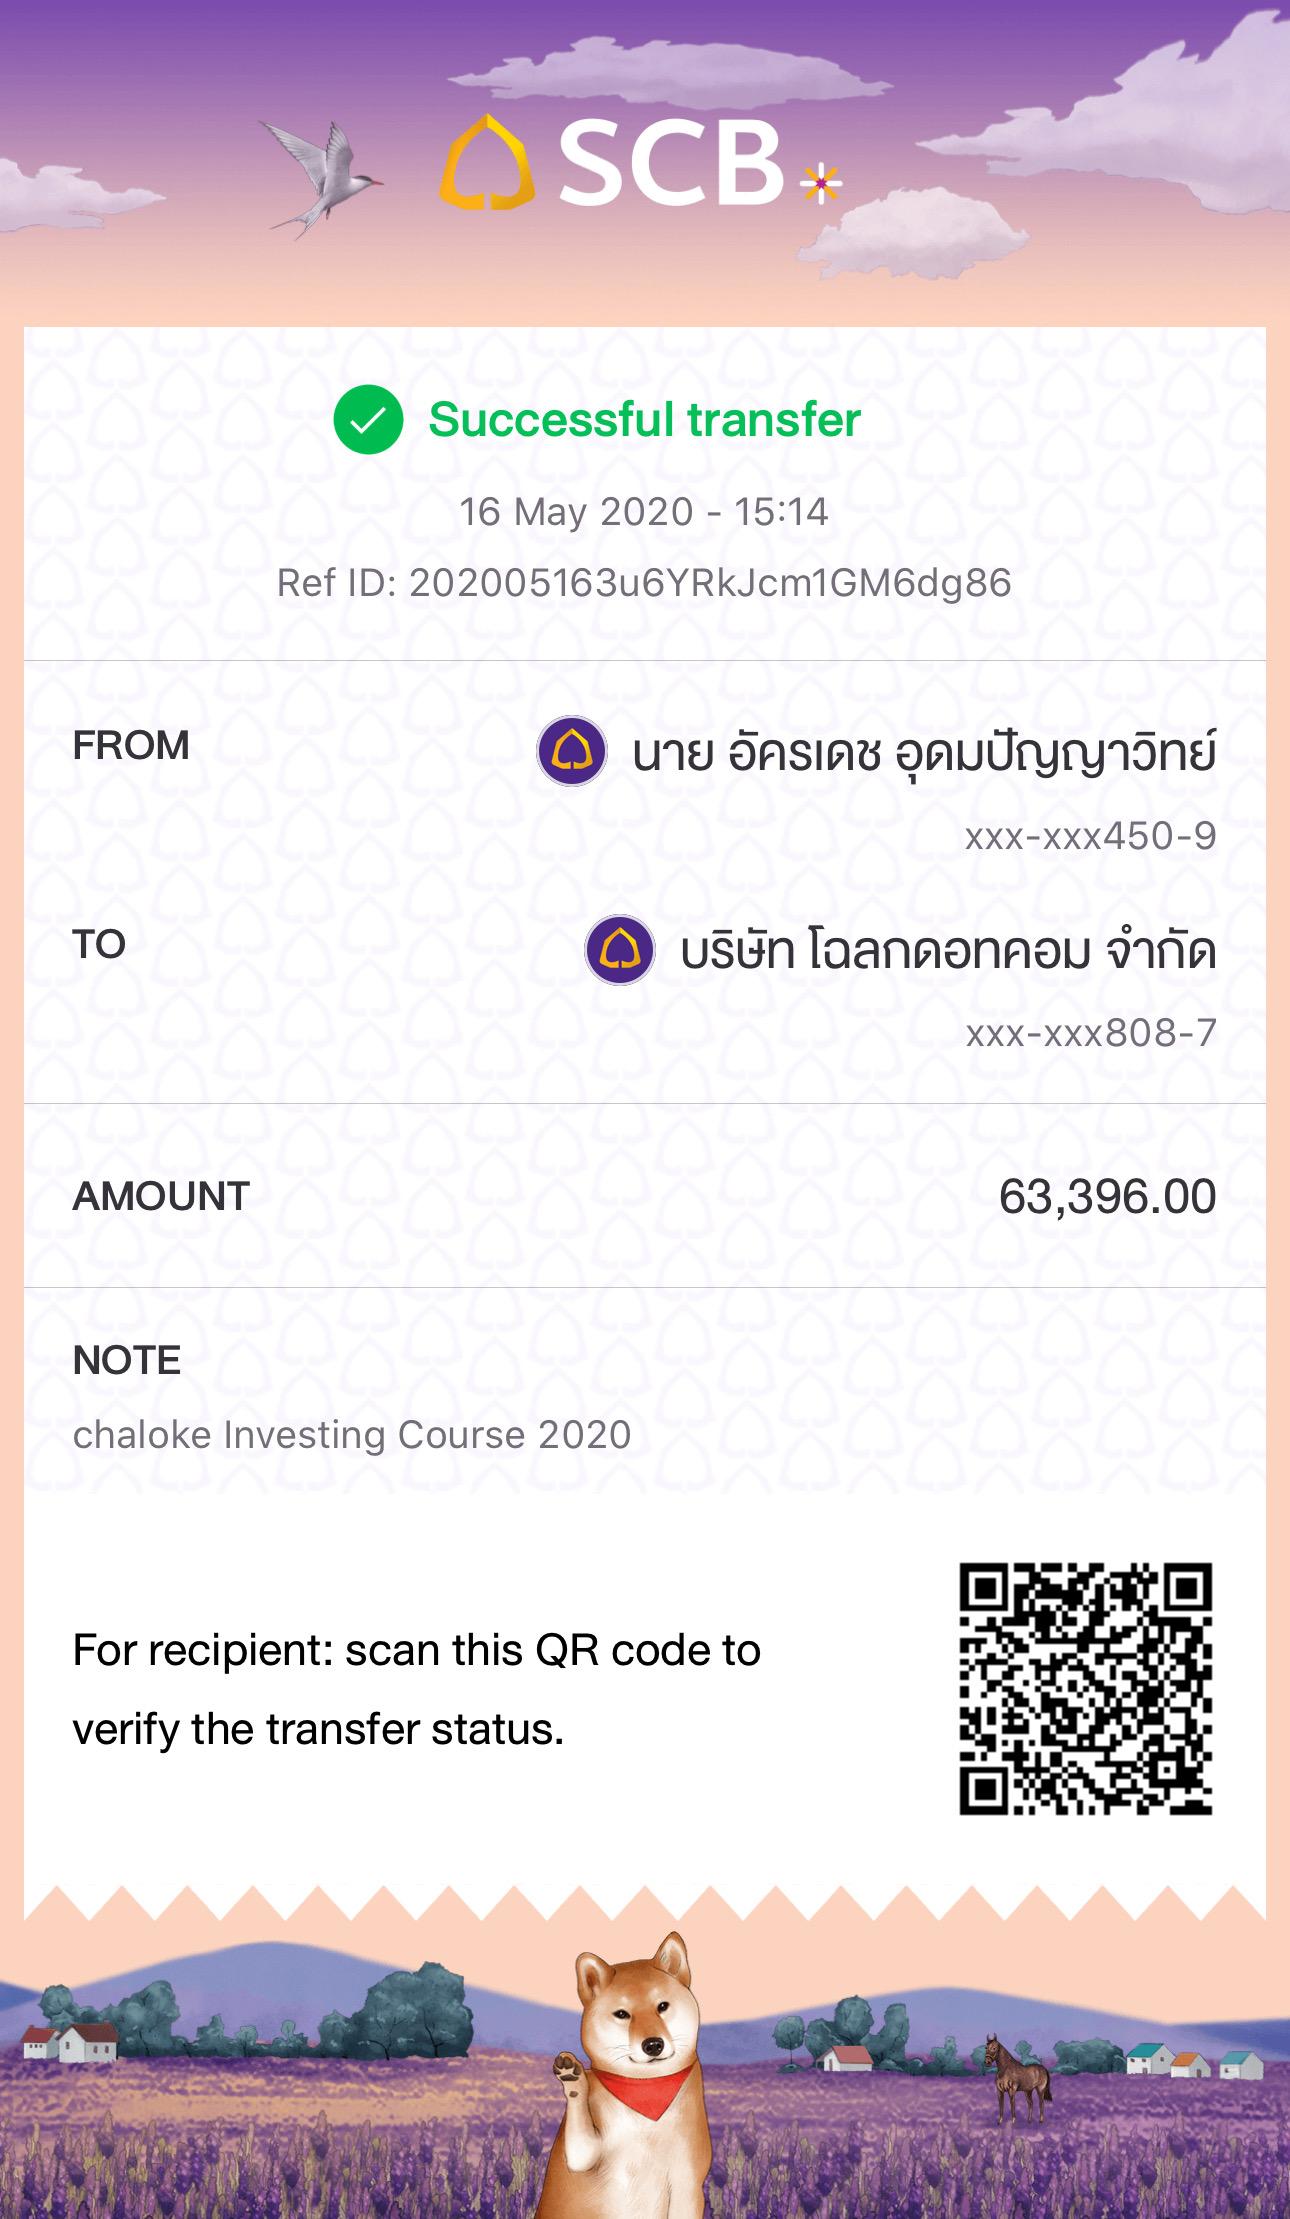 SCB
Successful transfer
16 May 2020 - 15:14
Ref ID: 202005163u6YRkJcm1GM6dg86
FROM
นาย อัครเดช อุดมปัญญาวิทย์
xxx-xxx450-9
TO
บริษัท โฉลกดอทคอม จำกัด
xxx-xxx808-7
AMOUNT
63,396.00
NOTE
chaloke Investing Course 2020
For recipient: scan this QR code to
verify the transfer status.